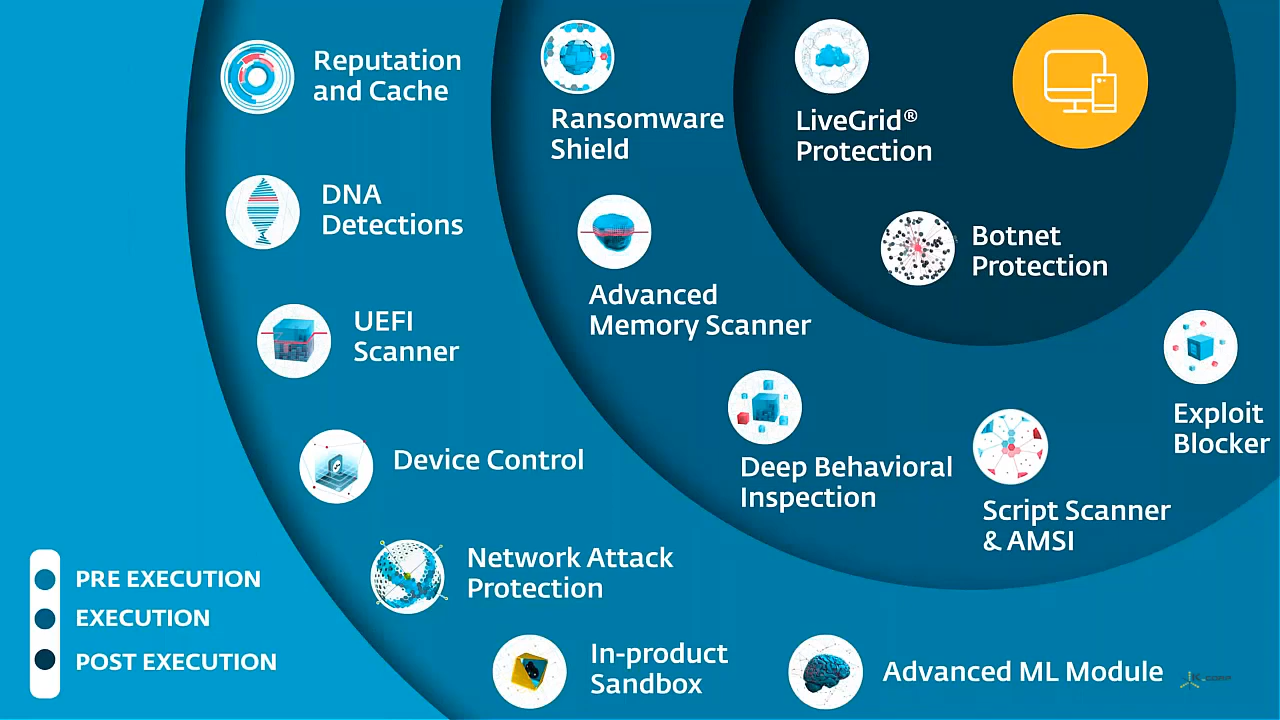 Reputation
and Cache
DNA
Detections
UEFI
Scanner
Device Control
Network Attack
Protection
In-product
Sandbox
Advanced ML Module
Ransomware
Shield
Advanced
Memory Scanner
Deep Behavioral
Inspection
Script Scanner
& AMSI
Exploit
Blocker
LiveGrid®
Protection
Botnet
Protection
PRE EXECUTION
EXECUTION
POST EXECUTION